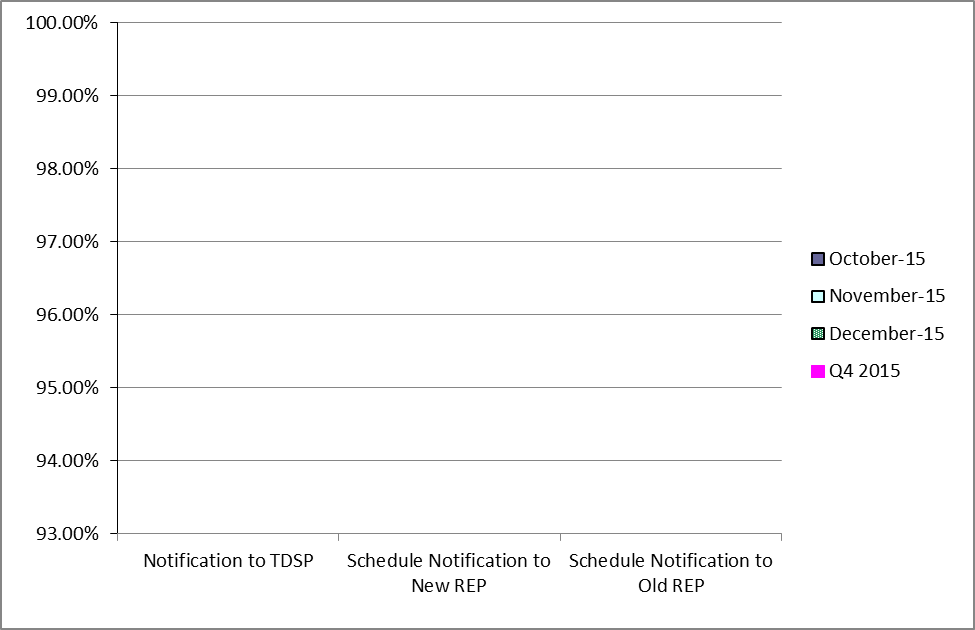 100.00%
99.00%
98.00%
97.00%
96.00%
95.00%
94.00%
93.00%
Notification to TDSP
Schedule Notification to
New REP
Schedule Notification to
Old REP
October-15
November-15
December-15
Q4 2015